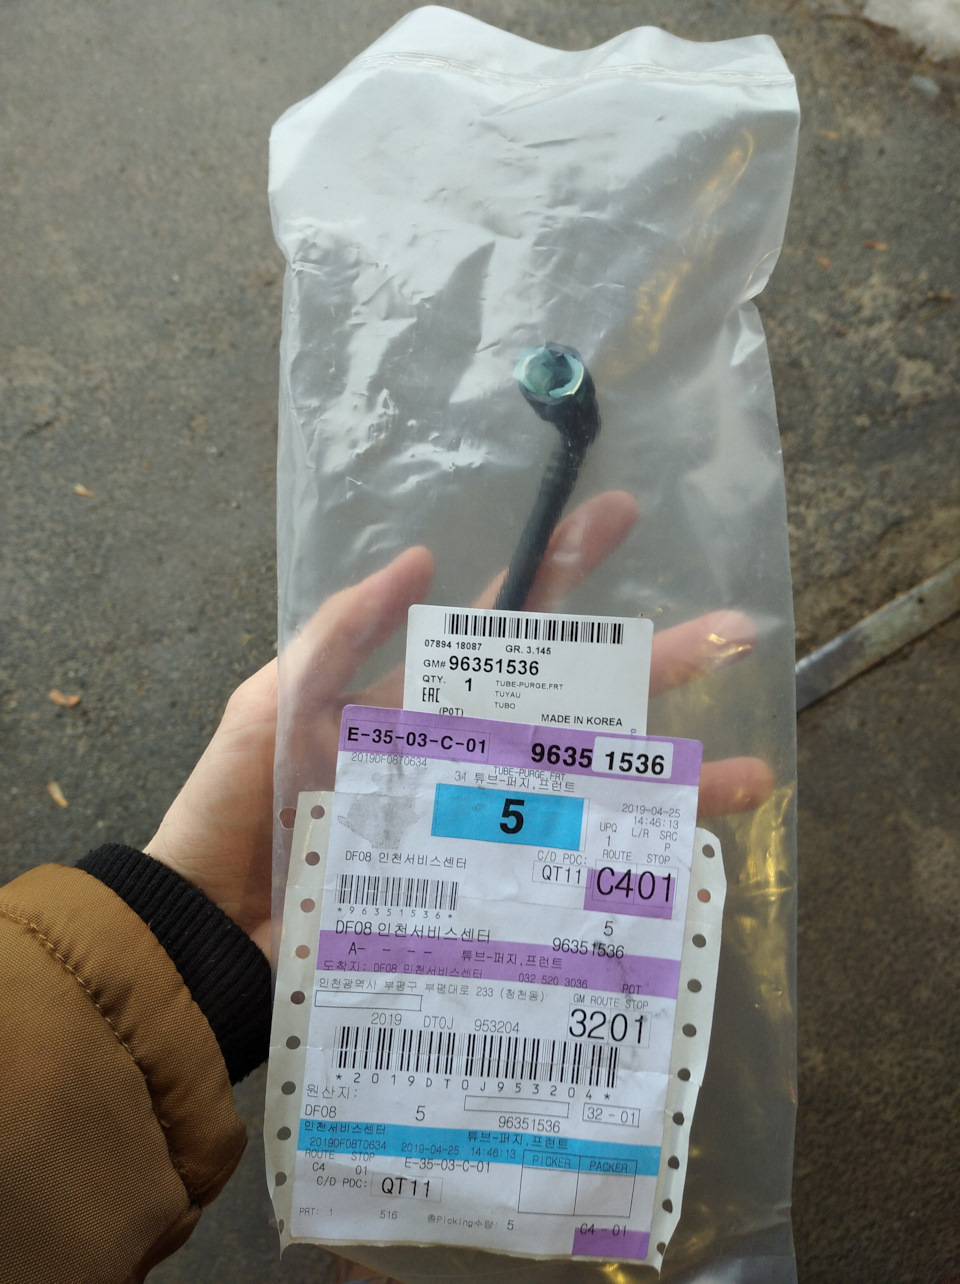 07894 18087 GR. 3.145
GM# 96351536
QTY. 1 TUBE-PURGE,FRT
TUYAU
TUBO
EAC
(P0T) MADE IN KOREA
E-35-03-C-01 9635 1536
2019DF08T0634 TUBE-PURGE,FRT
튜브-퍼지,프런트
5
2019-04-25
14:46:13
UPQ L/R SRC
1 P
DF08 인천서비스센터
C/D PDC: ROUTE STOP
QT11 C401
*96351536*
5
DF08 인천서비스센터 96351536
A- - -- 튜브-퍼지,프런트
도착지: DF08 인천서비스센터 032 520 3036 POT
인천광역시 부평구 부평대로 233 (청천동)
GM ROUTE STOP
3201
2019 DT0J 953204
*2019DT0J953204*
원산지:
DF08 5 96351536 32-01
인천서비스센터 튜브-퍼지,프런트
2019DF08T0634 2019-04-25 14:46:13
ROUTE STOP E-35-03-C-01 PICKER PACKER
C4 01
C/D PDC: QT11
PRT: 1 516 총Picking수량: 5
C4-01